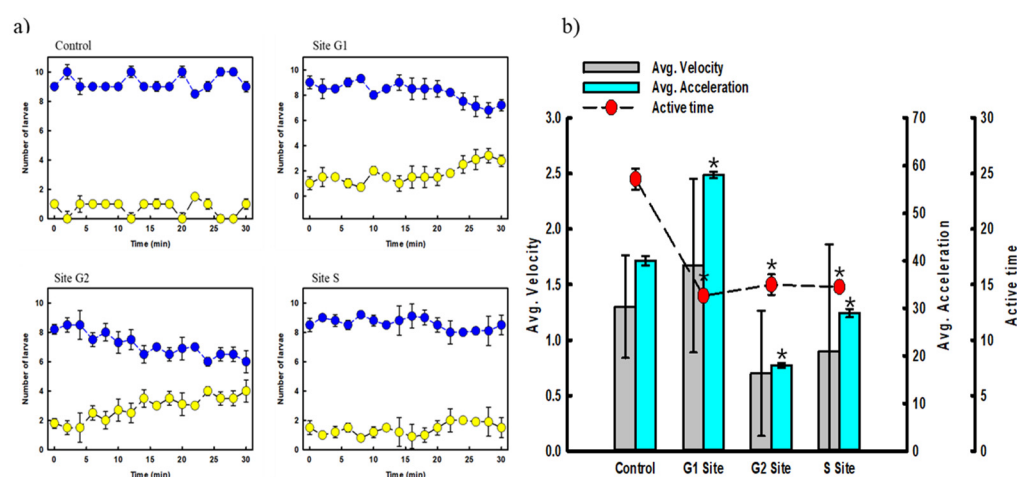 a)
Control
Number of larvae
10
8
6
4
2
0
0 5 10 15 20 25 30
Time (min)
Site G1
Number of larvae
10
8
6
4
2
0
0 5 10 15 20 25 30
Time (min)
Site G2
Number of larvae
10
8
6
4
2
0
0 5 10 15 20 25 30
Time (min)
Site S
Number of larvae
10
8
6
4
2
0
0 5 10 15 20 25 30
Time (min)
b)
Avg. Velocity
Avg. Acceleration
Active time
Avg. Velocity
3.0
2.5
2.0
1.5
1.0
0.5
0.0
* * * * * *
Control G1 Site G2 Site S Site
70
60
50
40
30
20
10
0
Avg. Acceleration
30
25
20
15
10
5
0
Active time